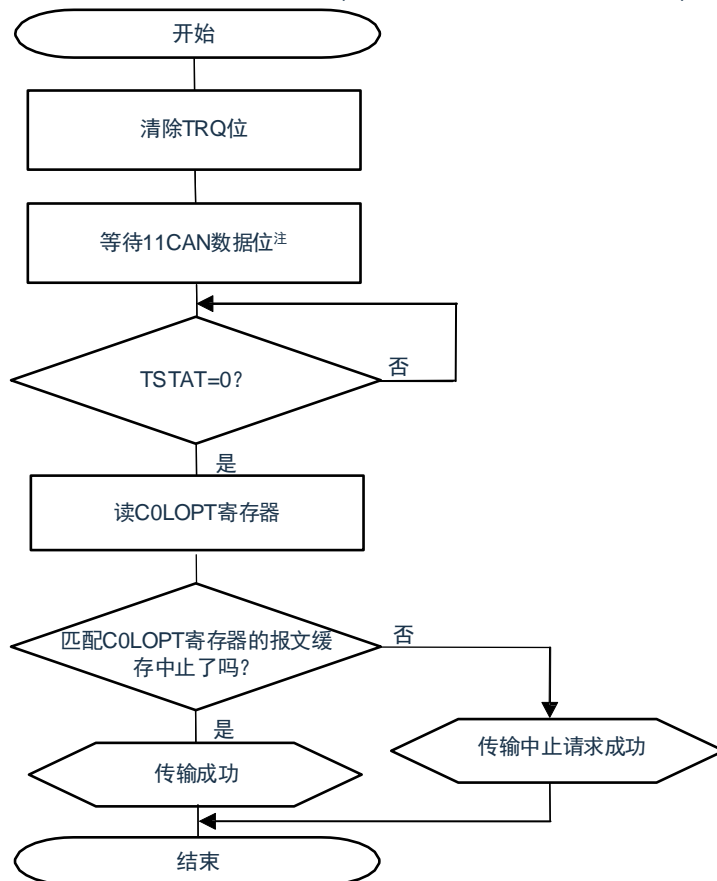 开始
清除TRQ位
等待11CAN数据位注
TSTAT=0?
否
是
读C0LOPT寄存器
匹配C0LOPT寄存器的报文缓
存中止了吗?
否
是
传输成功
传输中止请求成功
结束